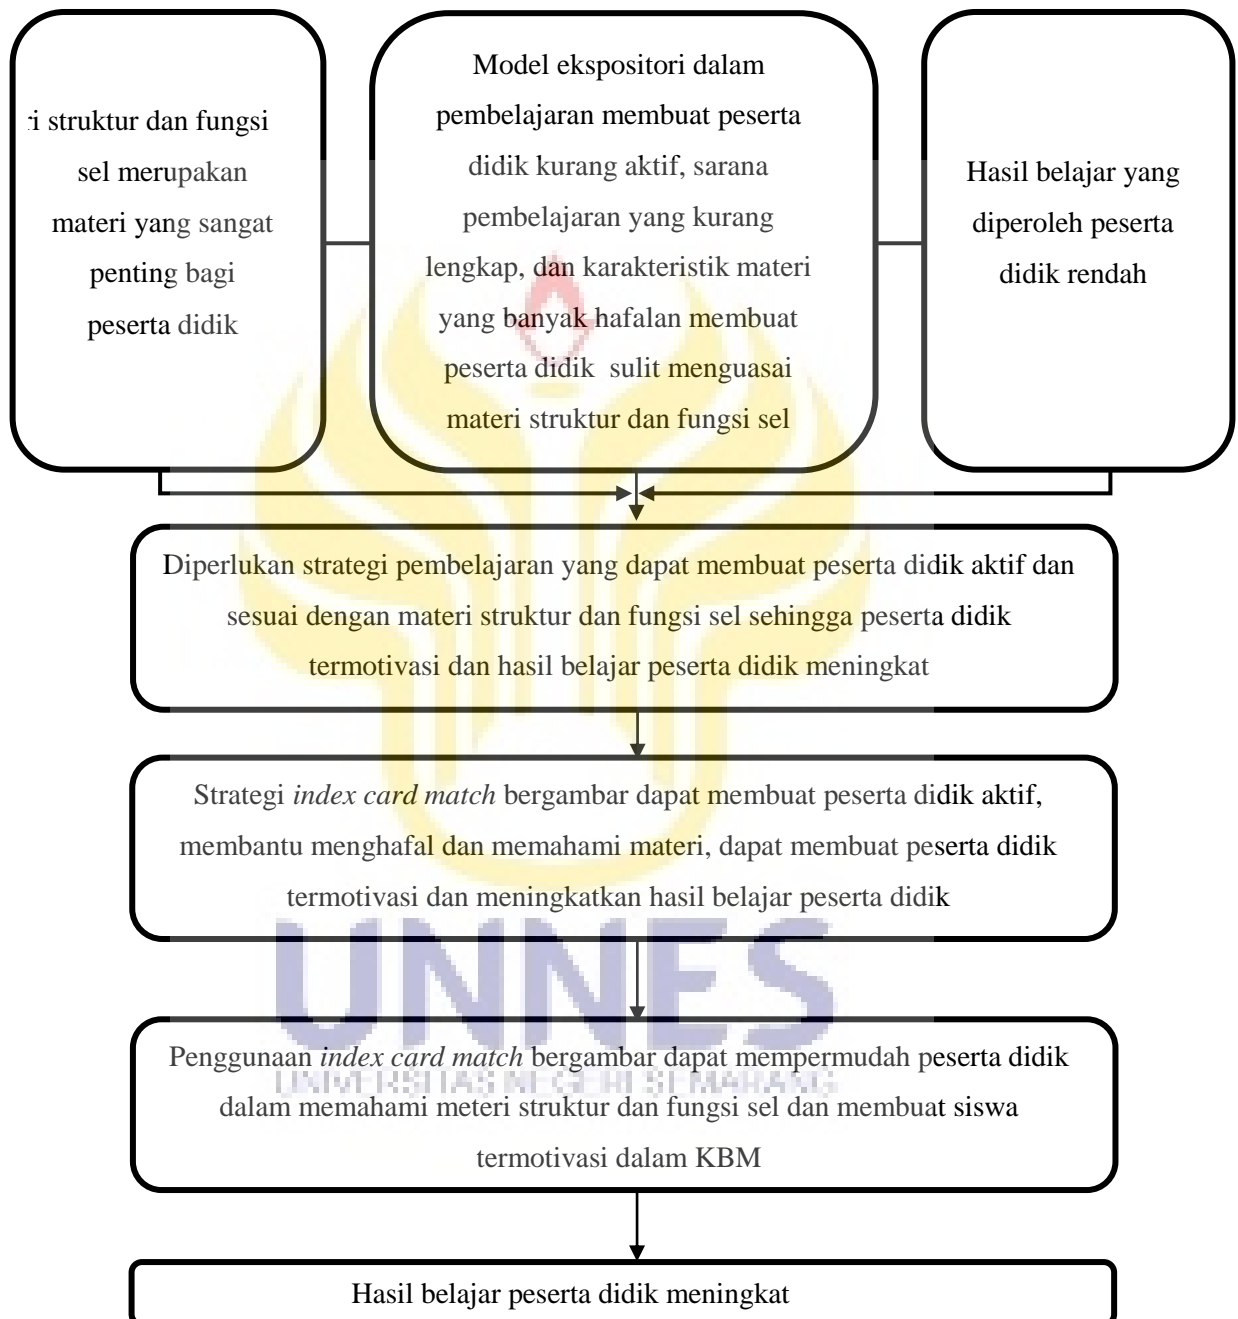 struktur dan fungsi
sel merupakan
materi yang sangat
penting bagi
peserta didik
Model ekspositori dalam
pembelajaran membuat peserta
didik kurang aktif, sarana
pembelajaran yang kurang
lengkap, dan karakteristik materi
yang banyak hafalan membuat
peserta didik sulit menguasai
materi struktur dan fungsi sel
Hasil belajar yang
diperoleh peserta
didik rendah
Diperlukan strategi pembelajaran yang dapat membuat peserta didik aktif dan
sesuai dengan materi struktur dan fungsi sel sehingga peserta didik
termotivasi dan hasil belajar peserta didik meningkat
Strategi index card match bergambar dapat membuat peserta didik aktif,
membantu menghafal dan memahami materi, dapat membuat peserta didik
termotivasi dan meningkatkan hasil belajar peserta didik
UNNES
Penggunaan index card match bergambar dapat mempermudah peserta didik
UNIVERSITAS NEGERI SEMARANG
dalam memahami meteri struktur dan fungsi sel dan membuat siswa
termotivasi dalam KBM
Hasil belajar peserta didik meningkat